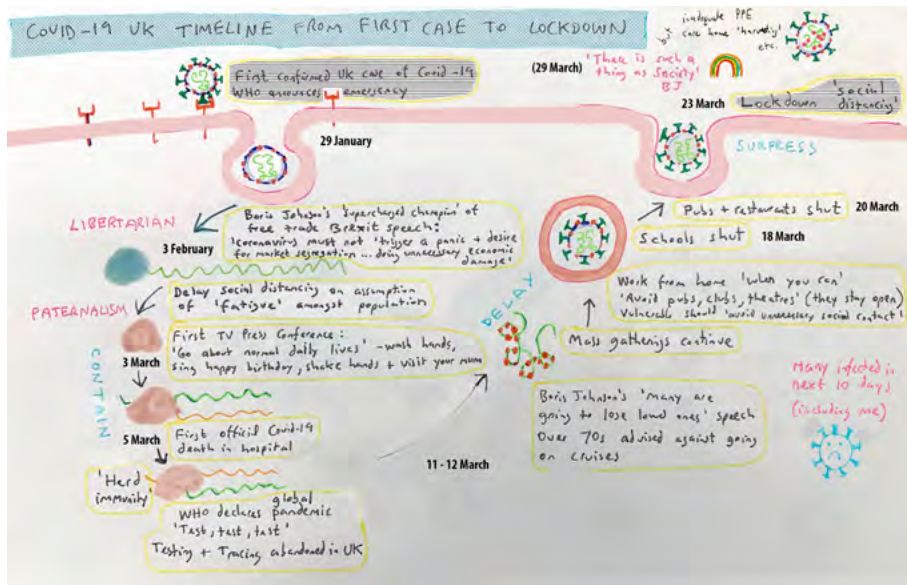 COVID-19 UK TIMELINE FROM FIRST CASE TO LOCKDOWN
inadequate PPE
care home 'harvesting'
etc.
First confirmed UK case of Covid-19
WHO announces emergency
29 January
(29 March)
'There is such a
thing as Society'
BJ
23 March
Lockdown
'social
distancing'
SURPRESS
LIBERTARIAN
3 February
Boris Johnson's 'supercharged champion' of
free trade Brexit speech:
'Coronavirus must not 'trigger a panic + desire
for market segregation ... doing unnecessary economic
damage'
PATERNALISM
Delay social distancing on assumption
of 'fatigue' amongst population
CONTAIN
3 March
First TV Press Conference:
'Go about normal daily lives' - wash hands,
sing happy birthday, shake hands + visit your mum
5 March
First official Covid-19
death in hospital
'Herd
immunity'
WHO declares global
pandemic
'Test, test, test'
Testing + Tracing abandoned in UK
11 - 12 March
DELAY
Boris Johnson's 'many are
going to lose loved ones' speech
Over 70s advised against going
on cruises
Mass gatherings continue
Work from home 'when you can'
'Avoid pubs, clubs, theatres' (they stay open)
Vulnerable should 'avoid unnecessary social contact'
Schools shut
18 March
Pubs + restaurants shut
20 March
Many infected in
next 10 days
(including me)